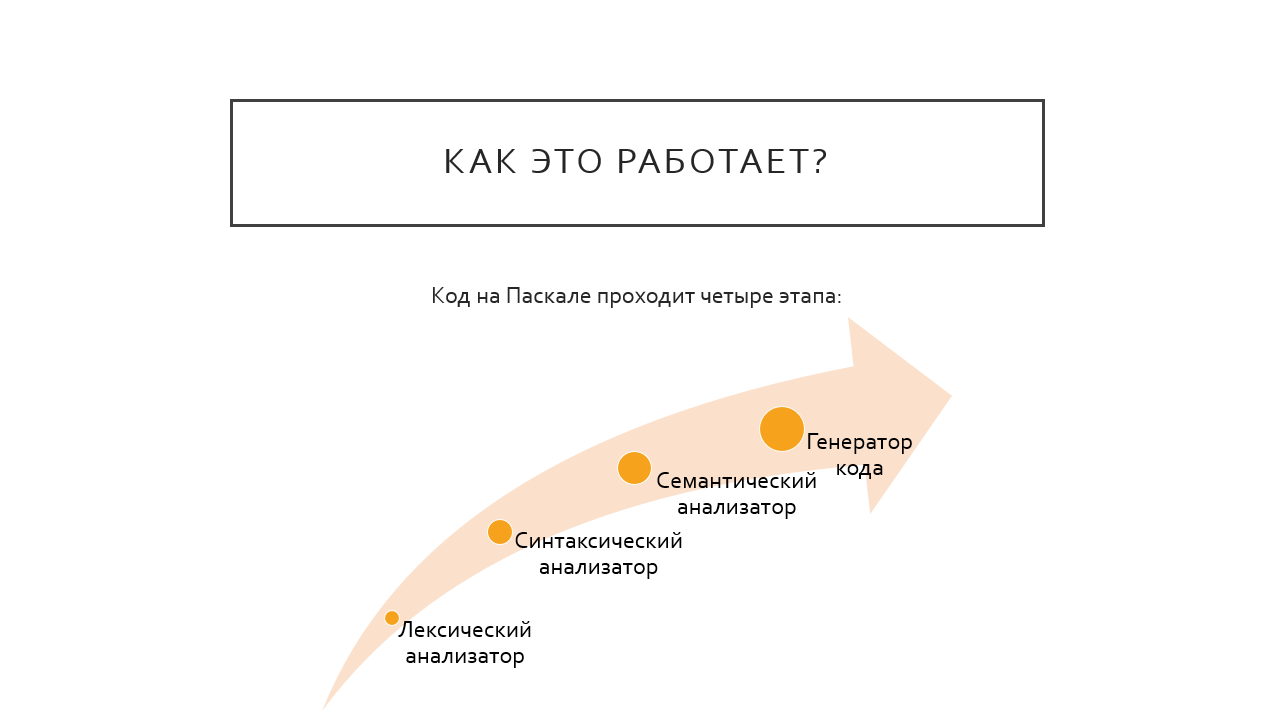 КАК ЭТО РАБОТАЕТ?
Код на Паскале проходит четыре этапа:
Лексический
анализатор
Синтаксический
анализатор
Семантический
анализатор
Генератор
кода